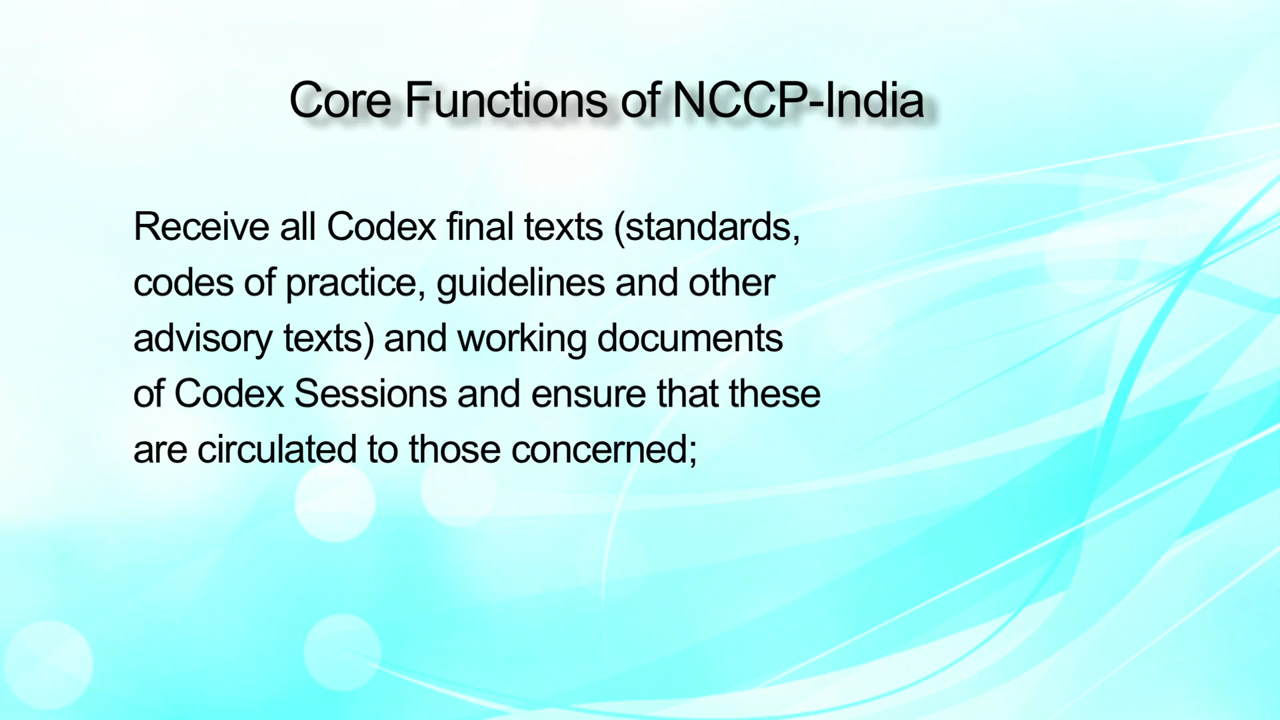 Core Functions of NCCP-India
Receive all Codex final texts (standards,
codes of practice, guidelines and other
advisory texts) and working documents
of Codex Sessions and ensure that these
are circulated to those concerned;